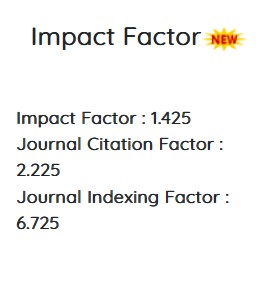 Impact Factor NEW
Impact Factor : 1.425
Journal Citation Factor :
2.225
Journal Indexing Factor :
6.725